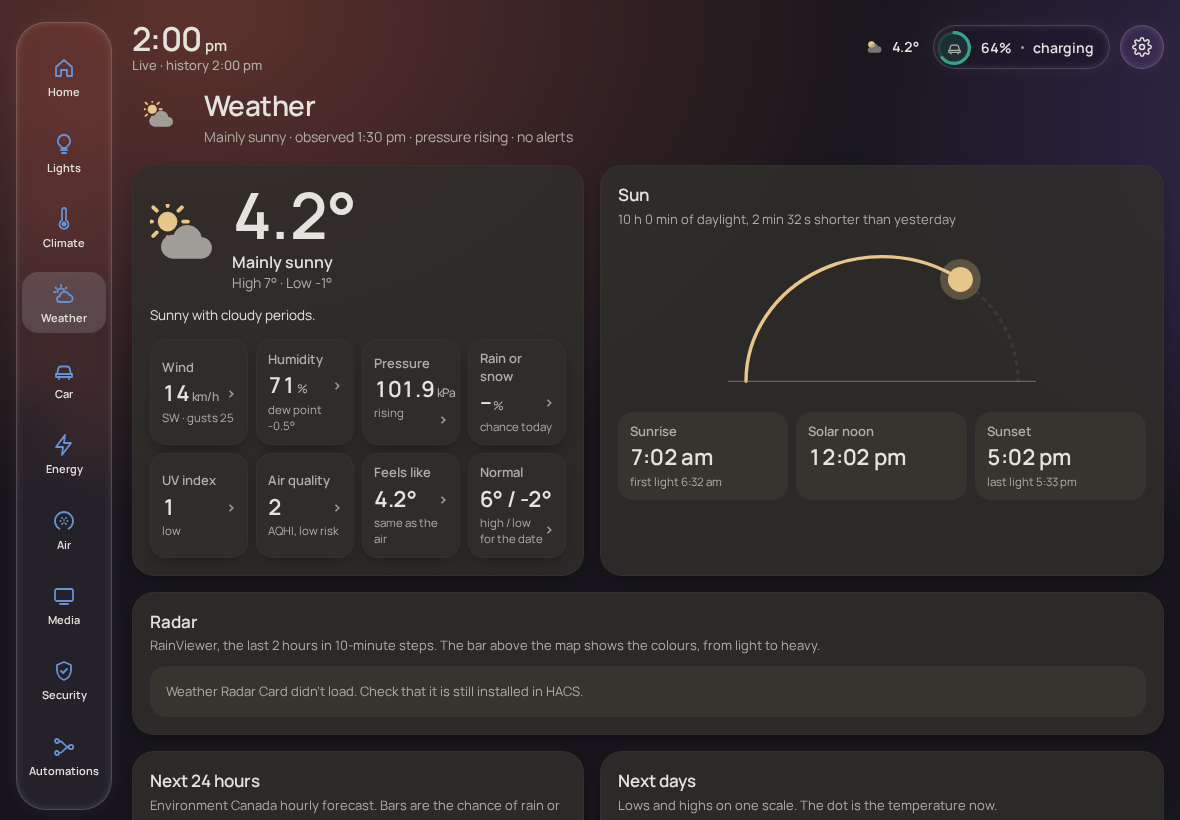 2:00 pm
Live · history 2:00 pm
4.2°
64% · charging
Home
Lights
Climate
Weather
Car
Energy
Air
Media
Security
Automations
Weather
Mainly sunny · observed 1:30 pm · pressure rising · no alerts
4.2°
Mainly sunny
High 7° · Low -1°
Sunny with cloudy periods.
Wind
14 km/h
SW · gusts 25
Humidity
71 %
dew point
-0.5°
Pressure
101.9 kPa
rising
Rain or
snow
– %
chance today
UV index
1
low
Air quality
2
AQHI, low risk
Feels like
4.2°
same as the
air
Normal
6° / -2°
high / low
for the date
Sun
10 h 0 min of daylight, 2 min 32 s shorter than yesterday
Sunrise
7:02 am
first light 6:32 am
Solar noon
12:02 pm
Sunset
5:02 pm
last light 5:33 pm
Radar
RainViewer, the last 2 hours in 10-minute steps. The bar above the map shows the colours, from light to heavy.
Weather Radar Card didn't load. Check that it is still installed in HACS.
Next 24 hours
Environment Canada hourly forecast. Bars are the chance of rain or
Next days
Lows and highs on one scale. The dot is the temperature now.